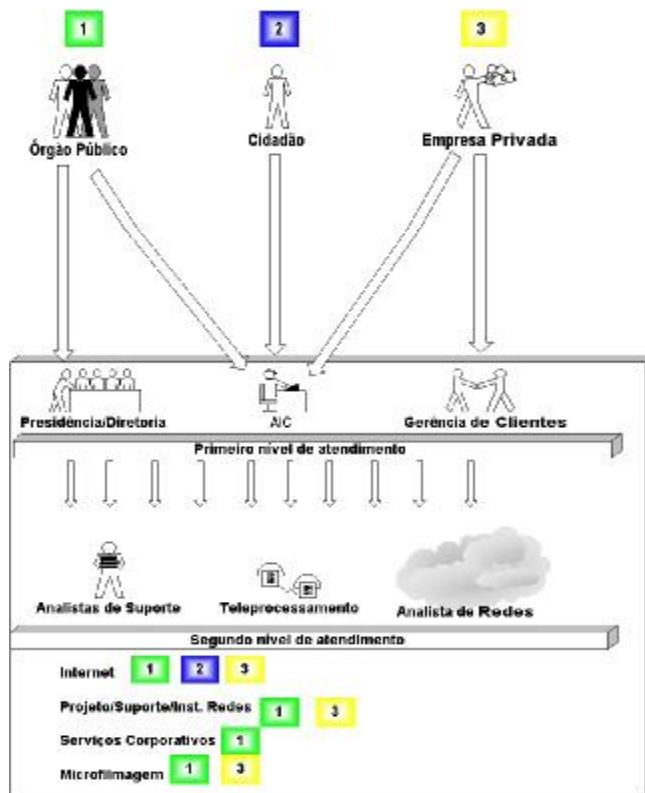 1 2 3
Órgão Público Cidadão Empresa Privada
Presidência/Diretoria AIC Gerência de Clientes
Primeiro nível de atendimento
Analistas de Suporte Teleprocessamento Analista de Redes
Segundo nível de atendimento
Internet 1 2 3
Projeto/Suporte/Inst. Redes 1 3
Serviços Corporativos 1
Microfilmagem 1 3